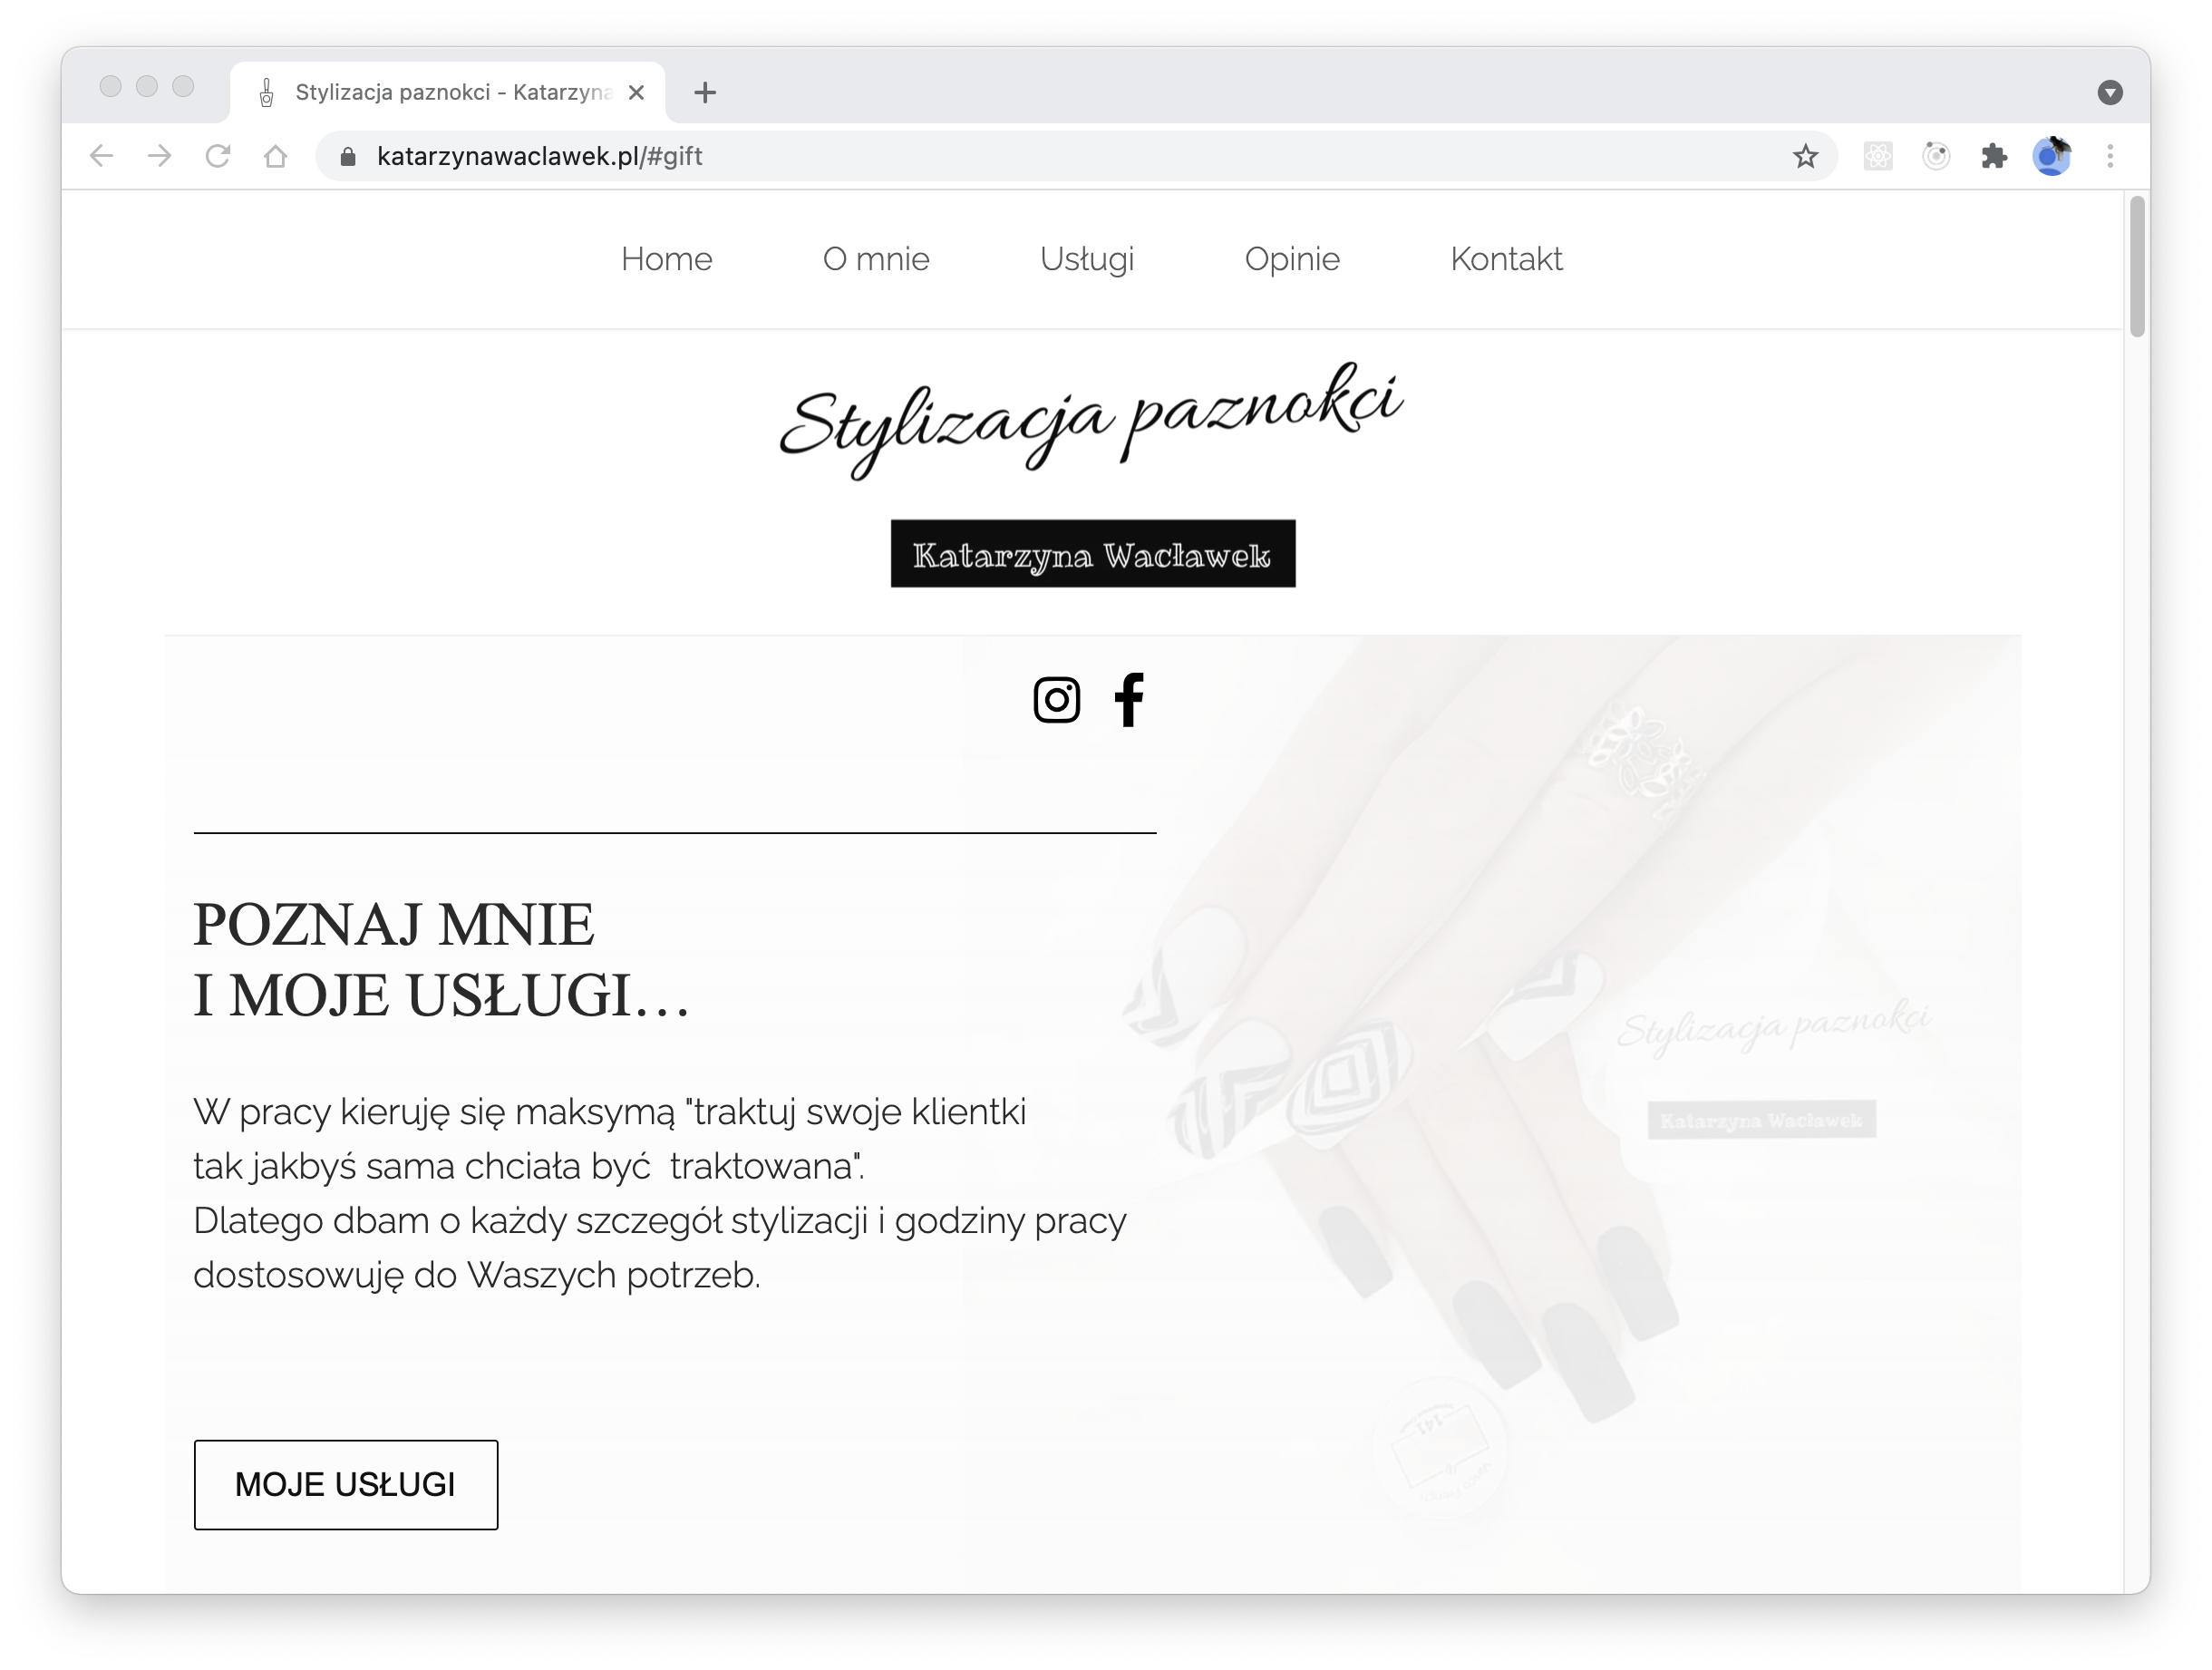 Stylizacja paznokci - Katarzyna
katarzynawaclawek.pl/#gift
Home O mnie Usługi Opinie Kontakt
Stylizacja paznokci
Katarzyna Wacławek
POZNAJ MNIE
I MOJE USŁUGI...
W pracy kieruję się maksymą "traktuj swoje klientki
tak jakbyś sama chciała być traktowana".
Dlatego dbam o każdy szczegół stylizacji i godziny pracy
dostosowuję do Waszych potrzeb.
Stylizacja paznokci
Katarzyna Wacławek
141
MOJE USŁUGI